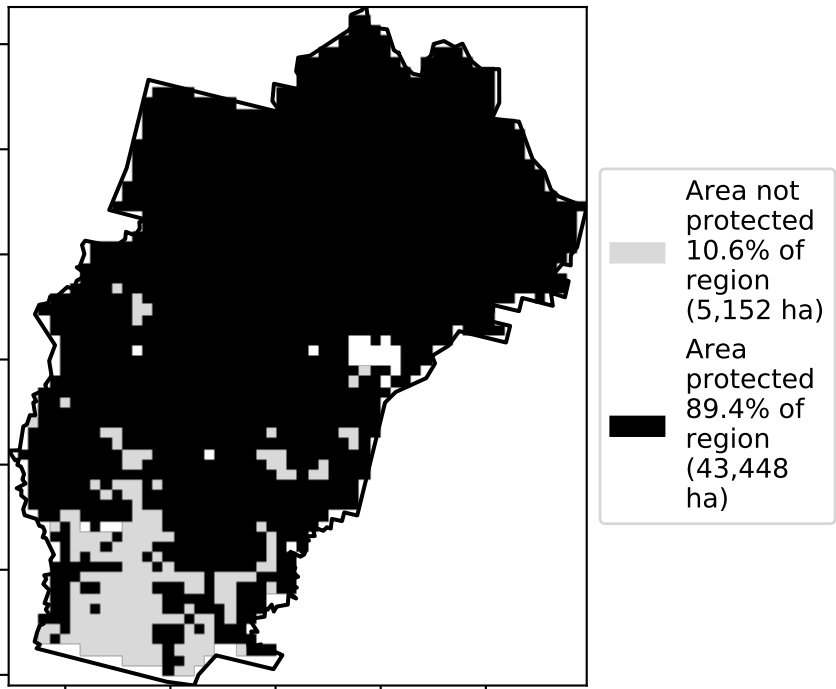 Area not
protected
10.6% of
region
(5,152 ha)
Area
protected
89.4% of
region
(43,448
ha)